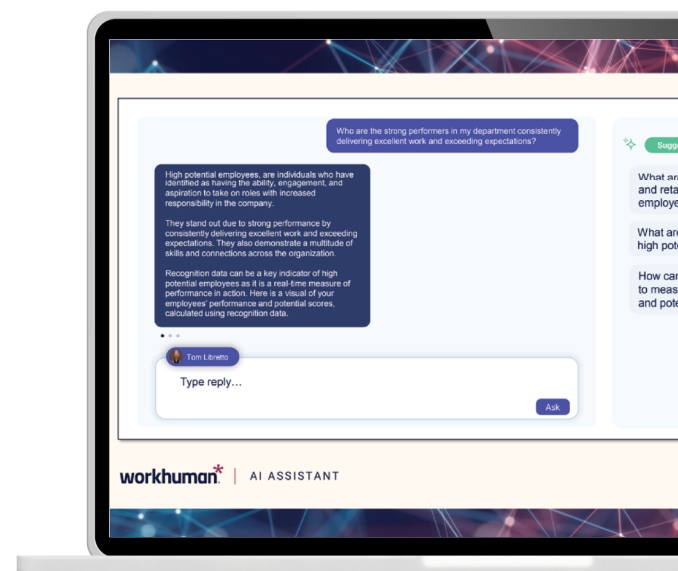 Who are the strong performers in my department consistently
delivering excellent work and exceeding expectations?
High potential employees, are individuals who have
identified as having the ability, engagement, and
aspiration to take on roles with increased
responsibility in the company.
They stand out due to strong performance by
consistently delivering excellent work and exceeding
expectations. They also demonstrate a multitude of
skills and connections across the organization.
Recognition data can be a key indicator of high
potential employees as it is a real-time measure of
performance in action. Here is a visual of your
employees' performance and potential scores,
calculated using recognition data.
Tom Libretto
Type reply...
Ask
What are
and
employe
What are
high
How can
to
and
workhuman*
AI ASSISTANT